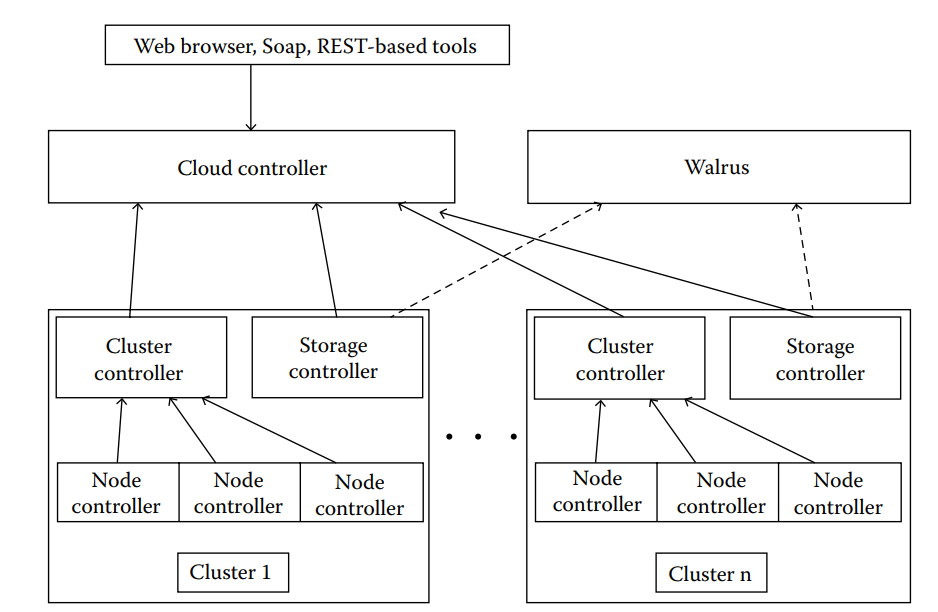 Web browser, Soap, REST-based tools
Cloud controller
Walrus
Cluster
controller
Storage
controller
Cluster
controller
Storage
controller
Node
controller
Node
controller
Node
controller
Node
controller
Node
controller
Node
controller
Cluster 1
Cluster n